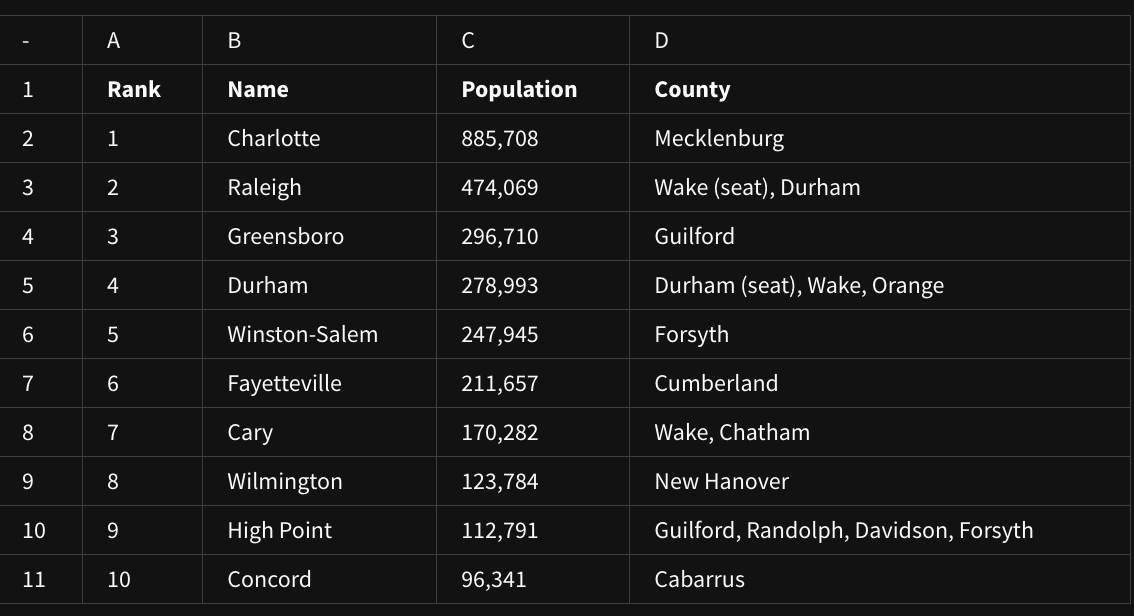 - A B C D
1 Rank Name Population County
2 1 Charlotte 885,708 Mecklenburg
3 2 Raleigh 474,069 Wake (seat), Durham
4 3 Greensboro 296,710 Guilford
5 4 Durham 278,993 Durham (seat), Wake, Orange
6 5 Winston-Salem 247,945 Forsyth
7 6 Fayetteville 211,657 Cumberland
8 7 Cary 170,282 Wake, Chatham
9 8 Wilmington 123,784 New Hanover
10 9 High Point 112,791 Guilford, Randolph, Davidson, Forsyth
11 10 Concord 96,341 Cabarrus